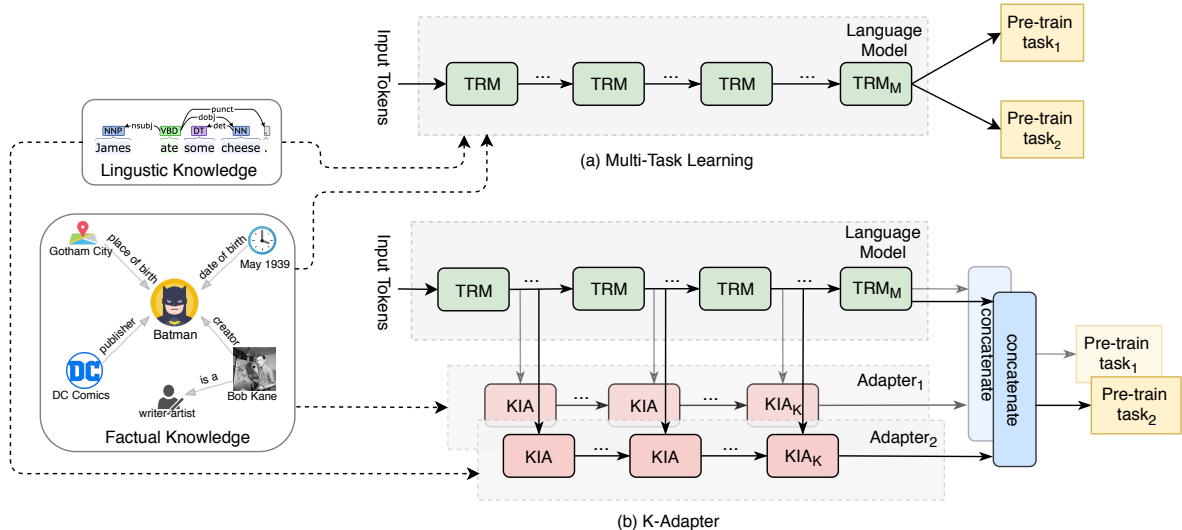 Input Tokens
Language
Model
TRM
...
TRM
...
TRM
...
TRM_M
Pre-train
task_1
Pre-train
task_2
(a) Multi-Task Learning
punct
dobj
nsubj
det
NNP
VBD
DT
NN
.
James
ate
some
cheese
.
Lingustic Knowledge
Gotham City
place of birth
date of birth
May 1939
Batman
publisher
creator
DC
DC Comics
is a
Bob Kane
writer-artist
Factual Knowledge
Input Tokens
Language
Model
TRM
...
TRM
...
TRM
...
TRM_M
Adapter_1
KIA
...
KIA
...
KIA_K
Adapter_2
KIA
...
KIA
...
KIA_K
concatenate
concatenate
Pre-train
task_1
Pre-train
task_2
(b) K-Adapter